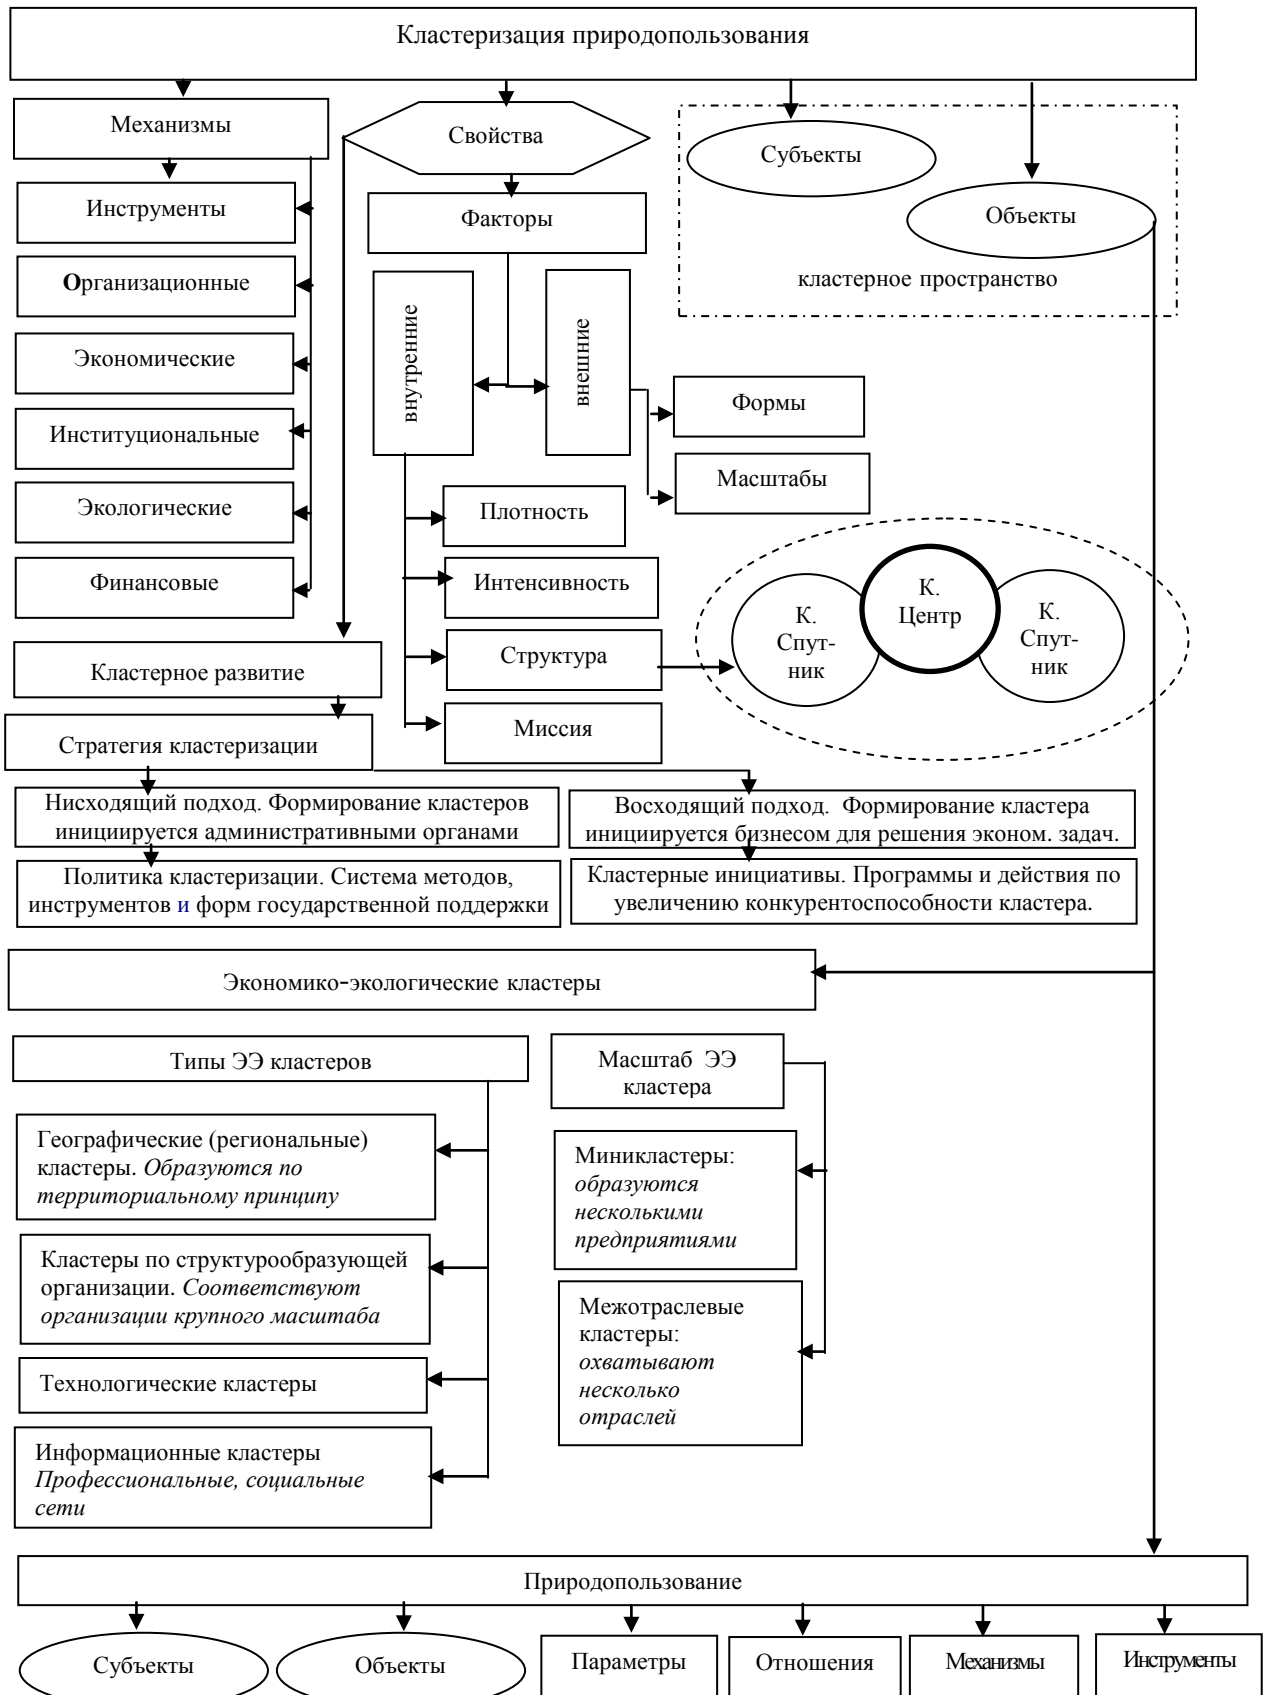 Кластеризация природопользования
Механизмы
Свойства
Субъекты
Объекты
кластерное пространство
Инструменты
Организационные
Экономические
Институциональные
Экологические
Финансовые
Факторы
внутренние
внешние
Формы
Масштабы
Плотность
Интенсивность
Структура
Миссия
К.
Спут-
ник
К.
Центр
К.
Спут-
ник
Кластерное развитие
Стратегия кластеризации
Нисходящий подход. Формирование кластеров
инициируется административными органами
Восходящий подход. Формирование кластера
инициируется бизнесом для решения эконом. задач.
Политика кластеризации. Система методов,
инструментов и форм государственной поддержки
Кластерные инициативы. Программы и действия по
увеличению конкурентоспособности кластера.
Экономико-экологические кластеры
Типы ЭЭ кластеров
Географические (региональные)
кластеры. Образуются по
территориальному принципу
Кластеры по структурообразующей
организации. Соответствуют
организации крупного масштаба
Технологические кластеры
Информационные кластеры
Профессиональные, социальные
сети
Масштаб ЭЭ
кластера
Миникластеры:
образуются
несколькими
предприятиями
Межотраслевые
кластеры:
охватывают
несколько
отраслей
Природопользование
Субъекты
Объекты
Параметры
Отношения
Механизмы
Инструменты